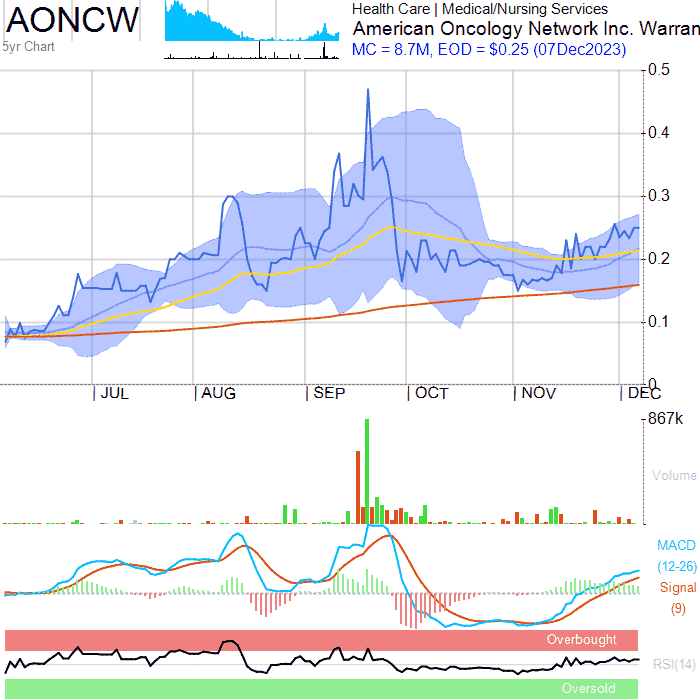 AONCW
5yr Chart
Health Care | Medical/Nursing Services
American Oncology Network Inc. Warran
MC = 8.7M, EOD = $0.25 (07Dec2023)
0.5
0.4
0.3
0.2
0.1
0
JUL AUG SEP OCT NOV DEC
867k
Volume
MACD
(12-26)
Signal
(9)
Overbought
RSI(14)
Oversold